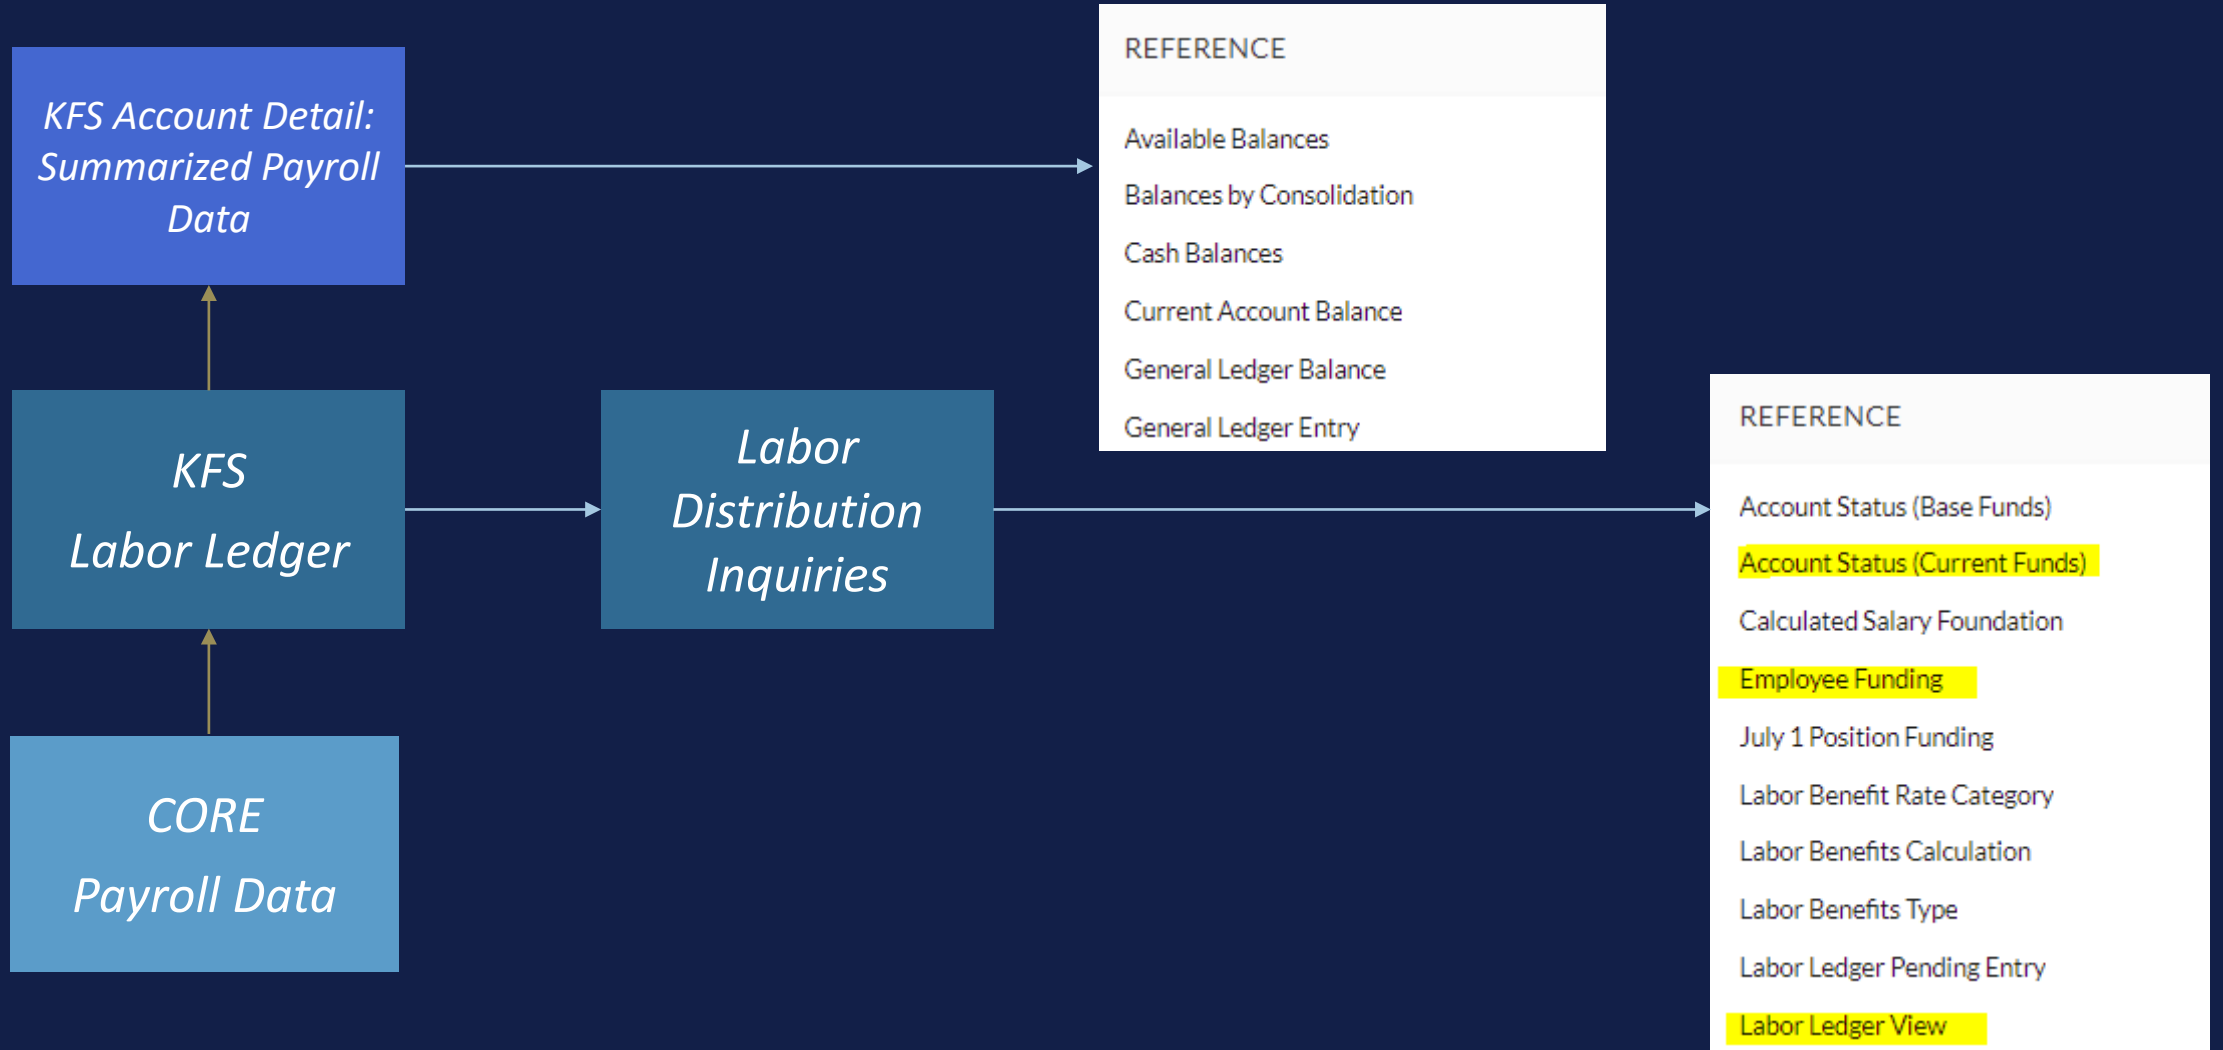 KFS Account Detail:
Summarized Payroll
Data
REFERENCE
Available Balances
Balances by Consolidation
Cash Balances
Current Account Balance
General Ledger Balance
General Ledger Entry
KFS
Labor Ledger
Labor
Distribution
Inquiries
REFERENCE
Account Status (Base Funds)
Account Status (Current Funds)
Calculated Salary Foundation
Employee Funding
July 1 Position Funding
Labor Benefit Rate Category
Labor Benefits Calculation
Labor Benefits Type
Labor Ledger Pending Entry
Labor Ledger View
CORE
Payroll Data